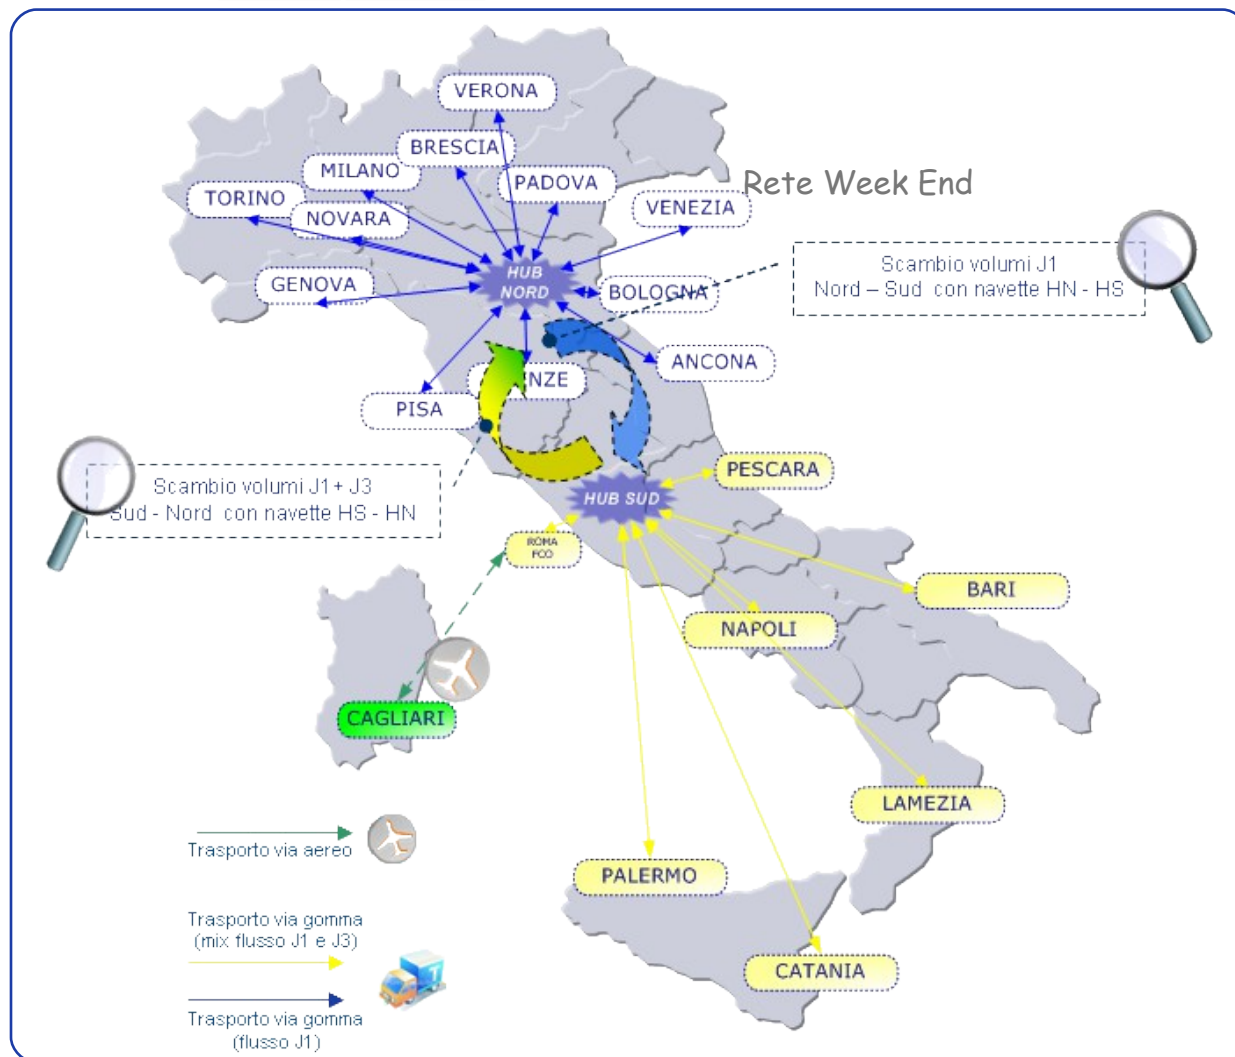 VERONA
BRESCIA
MILANO
PADOVA
Rete Week End
TORINO
NOVARA
VENEZIA
HUB
NORD
Scambio volumi J1
Nord – Sud con navette HN - HS
GENOVA
BOLOGNA
ANCONA
NZE
PISA
PESCARA
Scambio volumi J1+ J3
Sud - Nord con navette HS - HN
HUB SUD
ROMA
FCO
BARI
NAPOLI
CAGLIARI
LAMEZIA
Trasporto via aereo
PALERMO
Trasporto via gomma
(mix flusso J1 e J3)
CATANIA
T
Trasporto via gomma
(flusso J1)